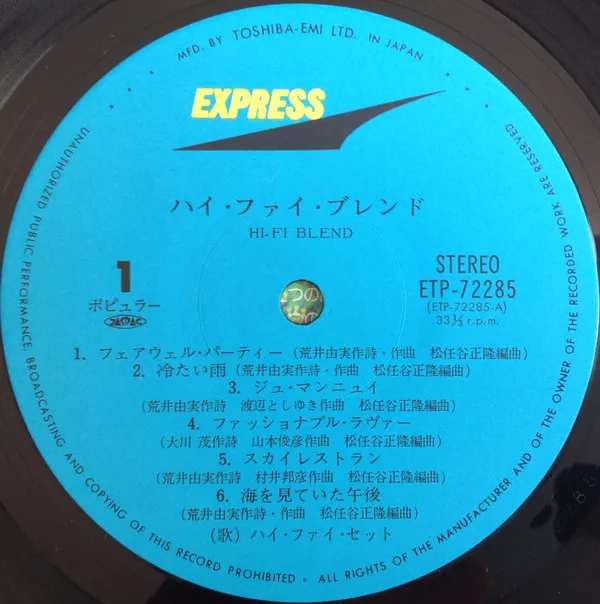 MFD. BY TOSHIBA-EMI LTD. IN JAPAN
EXPRESS
ハイ・ファイ・ブレンド
HI-FI BLEND
1
ポピュラー
STEREO
ETP-72285
(ETP-72285-A)
33⅓ r.p.m.
1. フェアウェル・パーティー (荒井由実作詩・作曲 松任谷正隆編曲)
2. 冷たい雨 (荒井由実作詩・作曲 松任谷正隆編曲)
3. ジュ・マンニュイ
(荒井由実作詩 渡辺としゆき作曲 松任谷正隆編曲)
4. ファッショナブル・ラヴァー
(大川 茂作詩 山本俊彦作曲 松任谷正隆編曲)
5. スカイレストラン
(荒井由実作詩 村井邦彦作曲 松任谷正隆編曲)
6. 海を見ていた午後
(荒井由実作詩・作曲 松任谷正隆編曲)
(歌) ハイ・ファイ・セット
UNAUTHORIZED PUBLIC PERFORMANCE, BROADCASTING AND COPYING OF THIS RECORD PROHIBITED • ALL RIGHTS OF THE MANUFACTURER AND OF THE OWNER OF THE RECORDED WORK ARE RESERVED